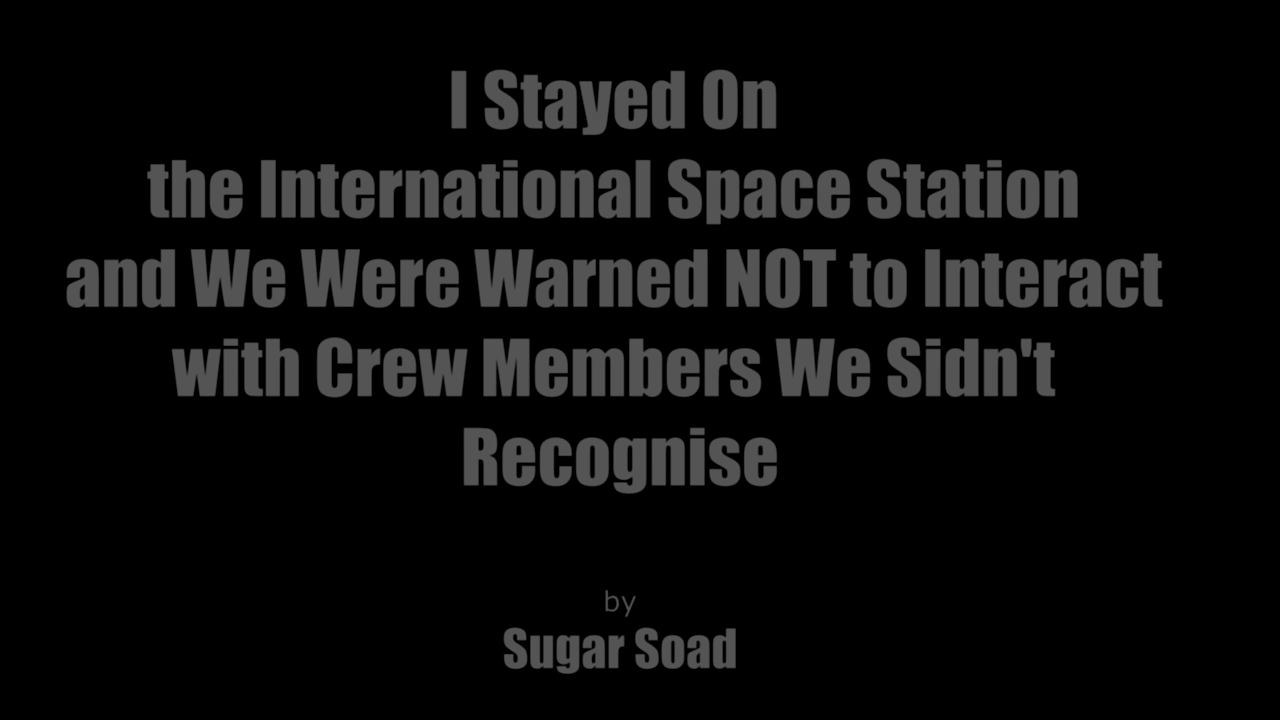 I Stayed On
the International Space Station
and We Were Warned NOT to Interact
with Crew Members We Sidn't
Recognise
by
Sugar Soad